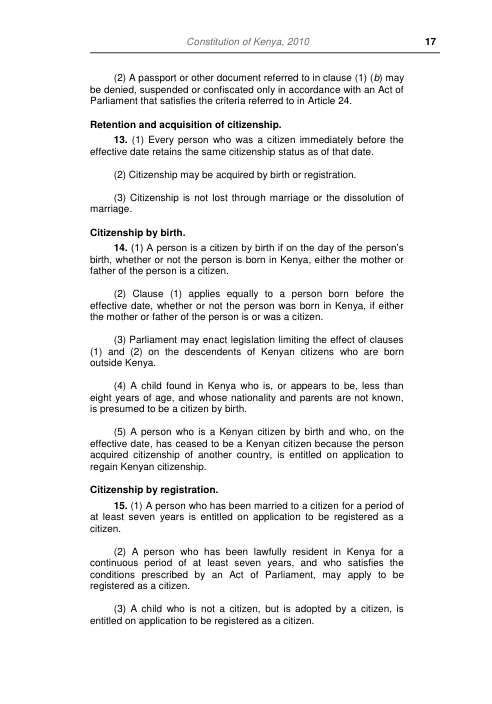 Constitution of Kenya, 2010 17
(2) A passport or other document referred to in clause (1) (b) may
be denied, suspended or confiscated only in accordance with an Act of
Parliament that satisfies the criteria referred to in Article 24.
Retention and acquisition of citizenship.
13. (1) Every person who was a citizen immediately before the
effective date retains the same citizenship status as of that date.
(2) Citizenship may be acquired by birth or registration.
(3) Citizenship is not lost through marriage or the dissolution of
marriage.
Citizenship by birth.
14. (1) A person is a citizen by birth if on the day of the person's
birth, whether or not the person is born in Kenya, either the mother or
father of the person is a citizen.
(2) Clause (1) applies equally to a person born before the
effective date, whether or not the person was born in Kenya, if either
the mother or father of the person is or was a citizen.
(3) Parliament may enact legislation limiting the effect of clauses
(1) and (2) on the descendents of Kenyan citizens who are born
outside Kenya.
(4) A child found in Kenya who is, or appears to be, less than
eight years of age, and whose nationality and parents are not known,
is presumed to be a citizen by birth.
(5) A person who is a Kenyan citizen by birth and who, on the
effective date, has ceased to be a Kenyan citizen because the person
acquired citizenship of another country, is entitled on application to
regain Kenyan citizenship.
Citizenship by registration.
15. (1) A person who has been married to a citizen for a period of
at least seven years is entitled on application to be registered as a
citizen.
(2) A person who has been lawfully resident in Kenya for a
continuous period of at least seven years, and who satisfies the
conditions prescribed by an Act of Parliament, may apply to be
registered as a citizen.
(3) A child who is not a citizen, but is adopted by a citizen, is
entitled on application to be registered as a citizen.